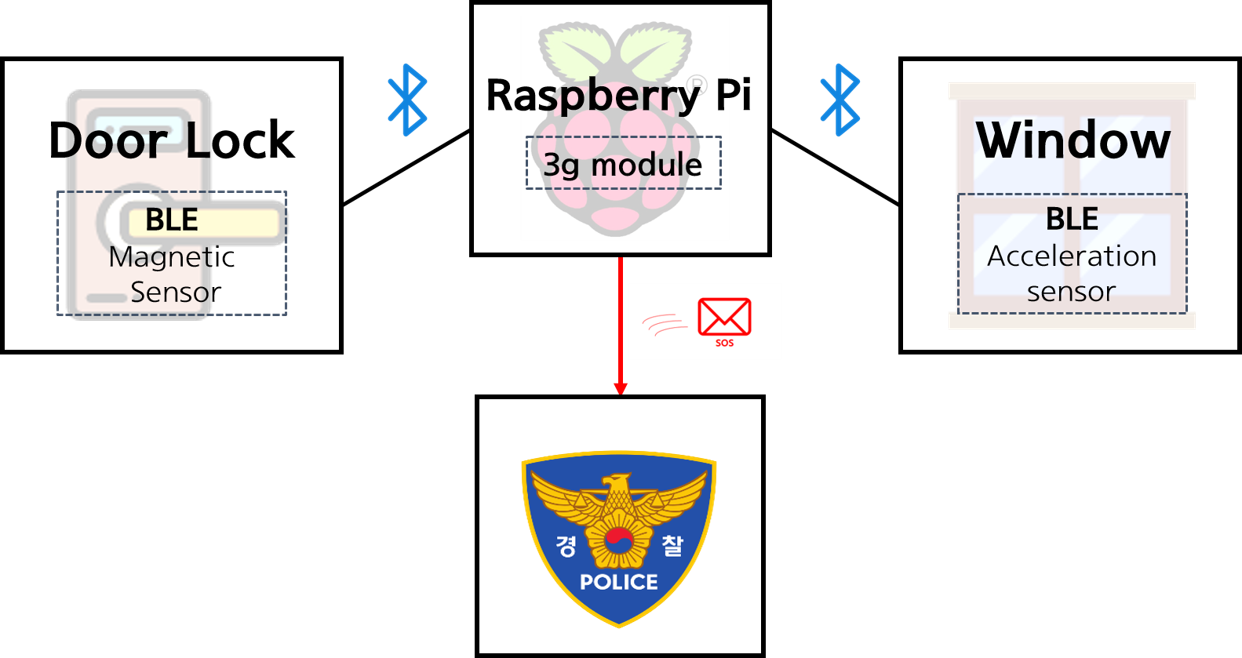 Raspberry Pi
®
3g module
Door Lock
BLE
Magnetic
Sensor
Window
BLE
Acceleration
sensor
SOS
경 찰
POLICE